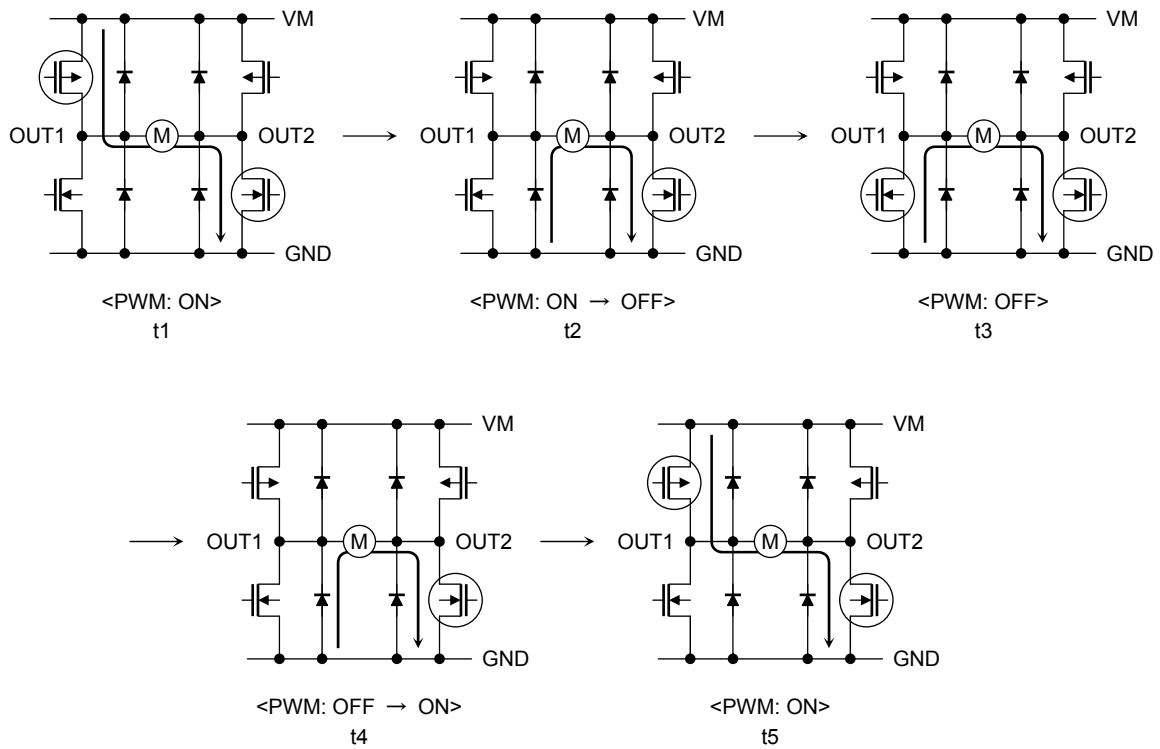 VM
OUT1
M
OUT2
GND
<PWM: ON>
t1
VM
OUT1
M
OUT2
GND
<PWM: ON → OFF>
t2
VM
OUT1
M
OUT2
GND
<PWM: OFF>
t3
VM
OUT1
M
OUT2
GND
<PWM: OFF → ON>
t4
VM
OUT1
M
OUT2
GND
<PWM: ON>
t5